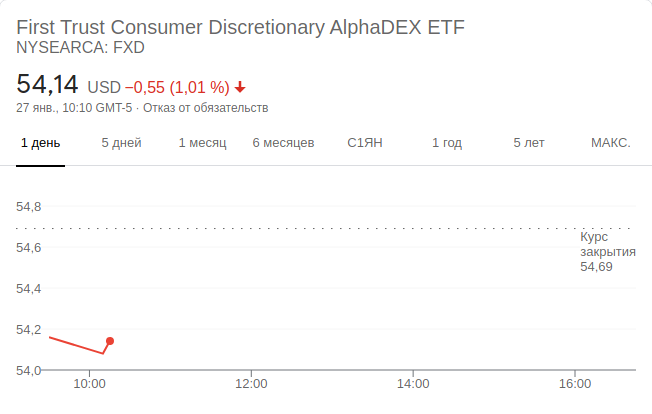 First Trust Consumer Discretionary AlphaDEX ETF
NYSEARCA: FXD
54,14 USD −0,55 (1,01 %)
27 янв., 10:10 GMT-5 · Отказ от обязательств
1 день 5 дней 1 месяц 6 месяцев С1ЯН 1 год 5 лет МАКС.
54,8
Курс
закрытия
54,69
54,6
54,4
54,2
54,0
10:00 12:00 14:00 16:00